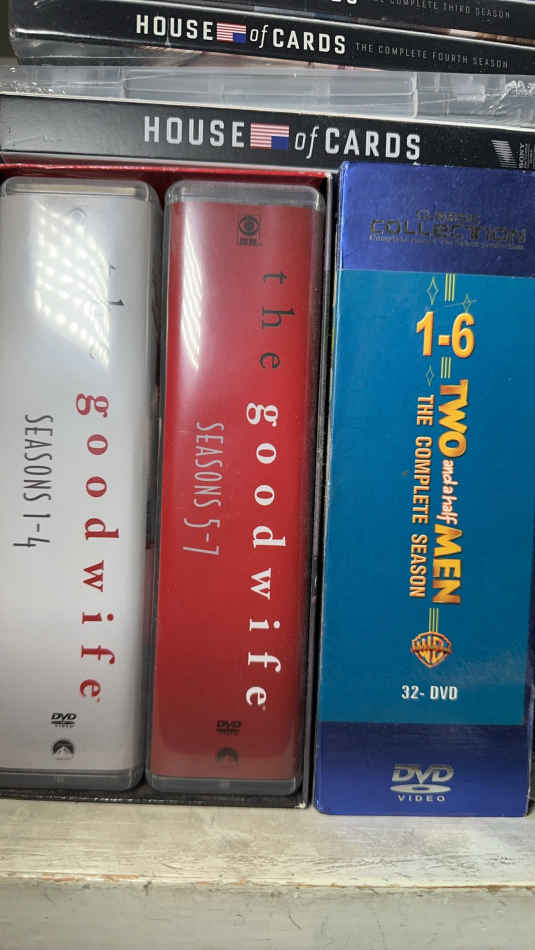 THE COMPLETE THIRD SEASON
HOUSE of CARDS THE COMPLETE FOURTH SEASON
HOUSE of CARDS
SONY
the good wife
SEASONS 1-4
DVD
VIDEO
the good wife
SEASONS 5-7
DVD
COLLECTION
1-6
TWO and a half MEN
THE COMPLETE SEASON
WB
32- DVD
DVD
VIDEO